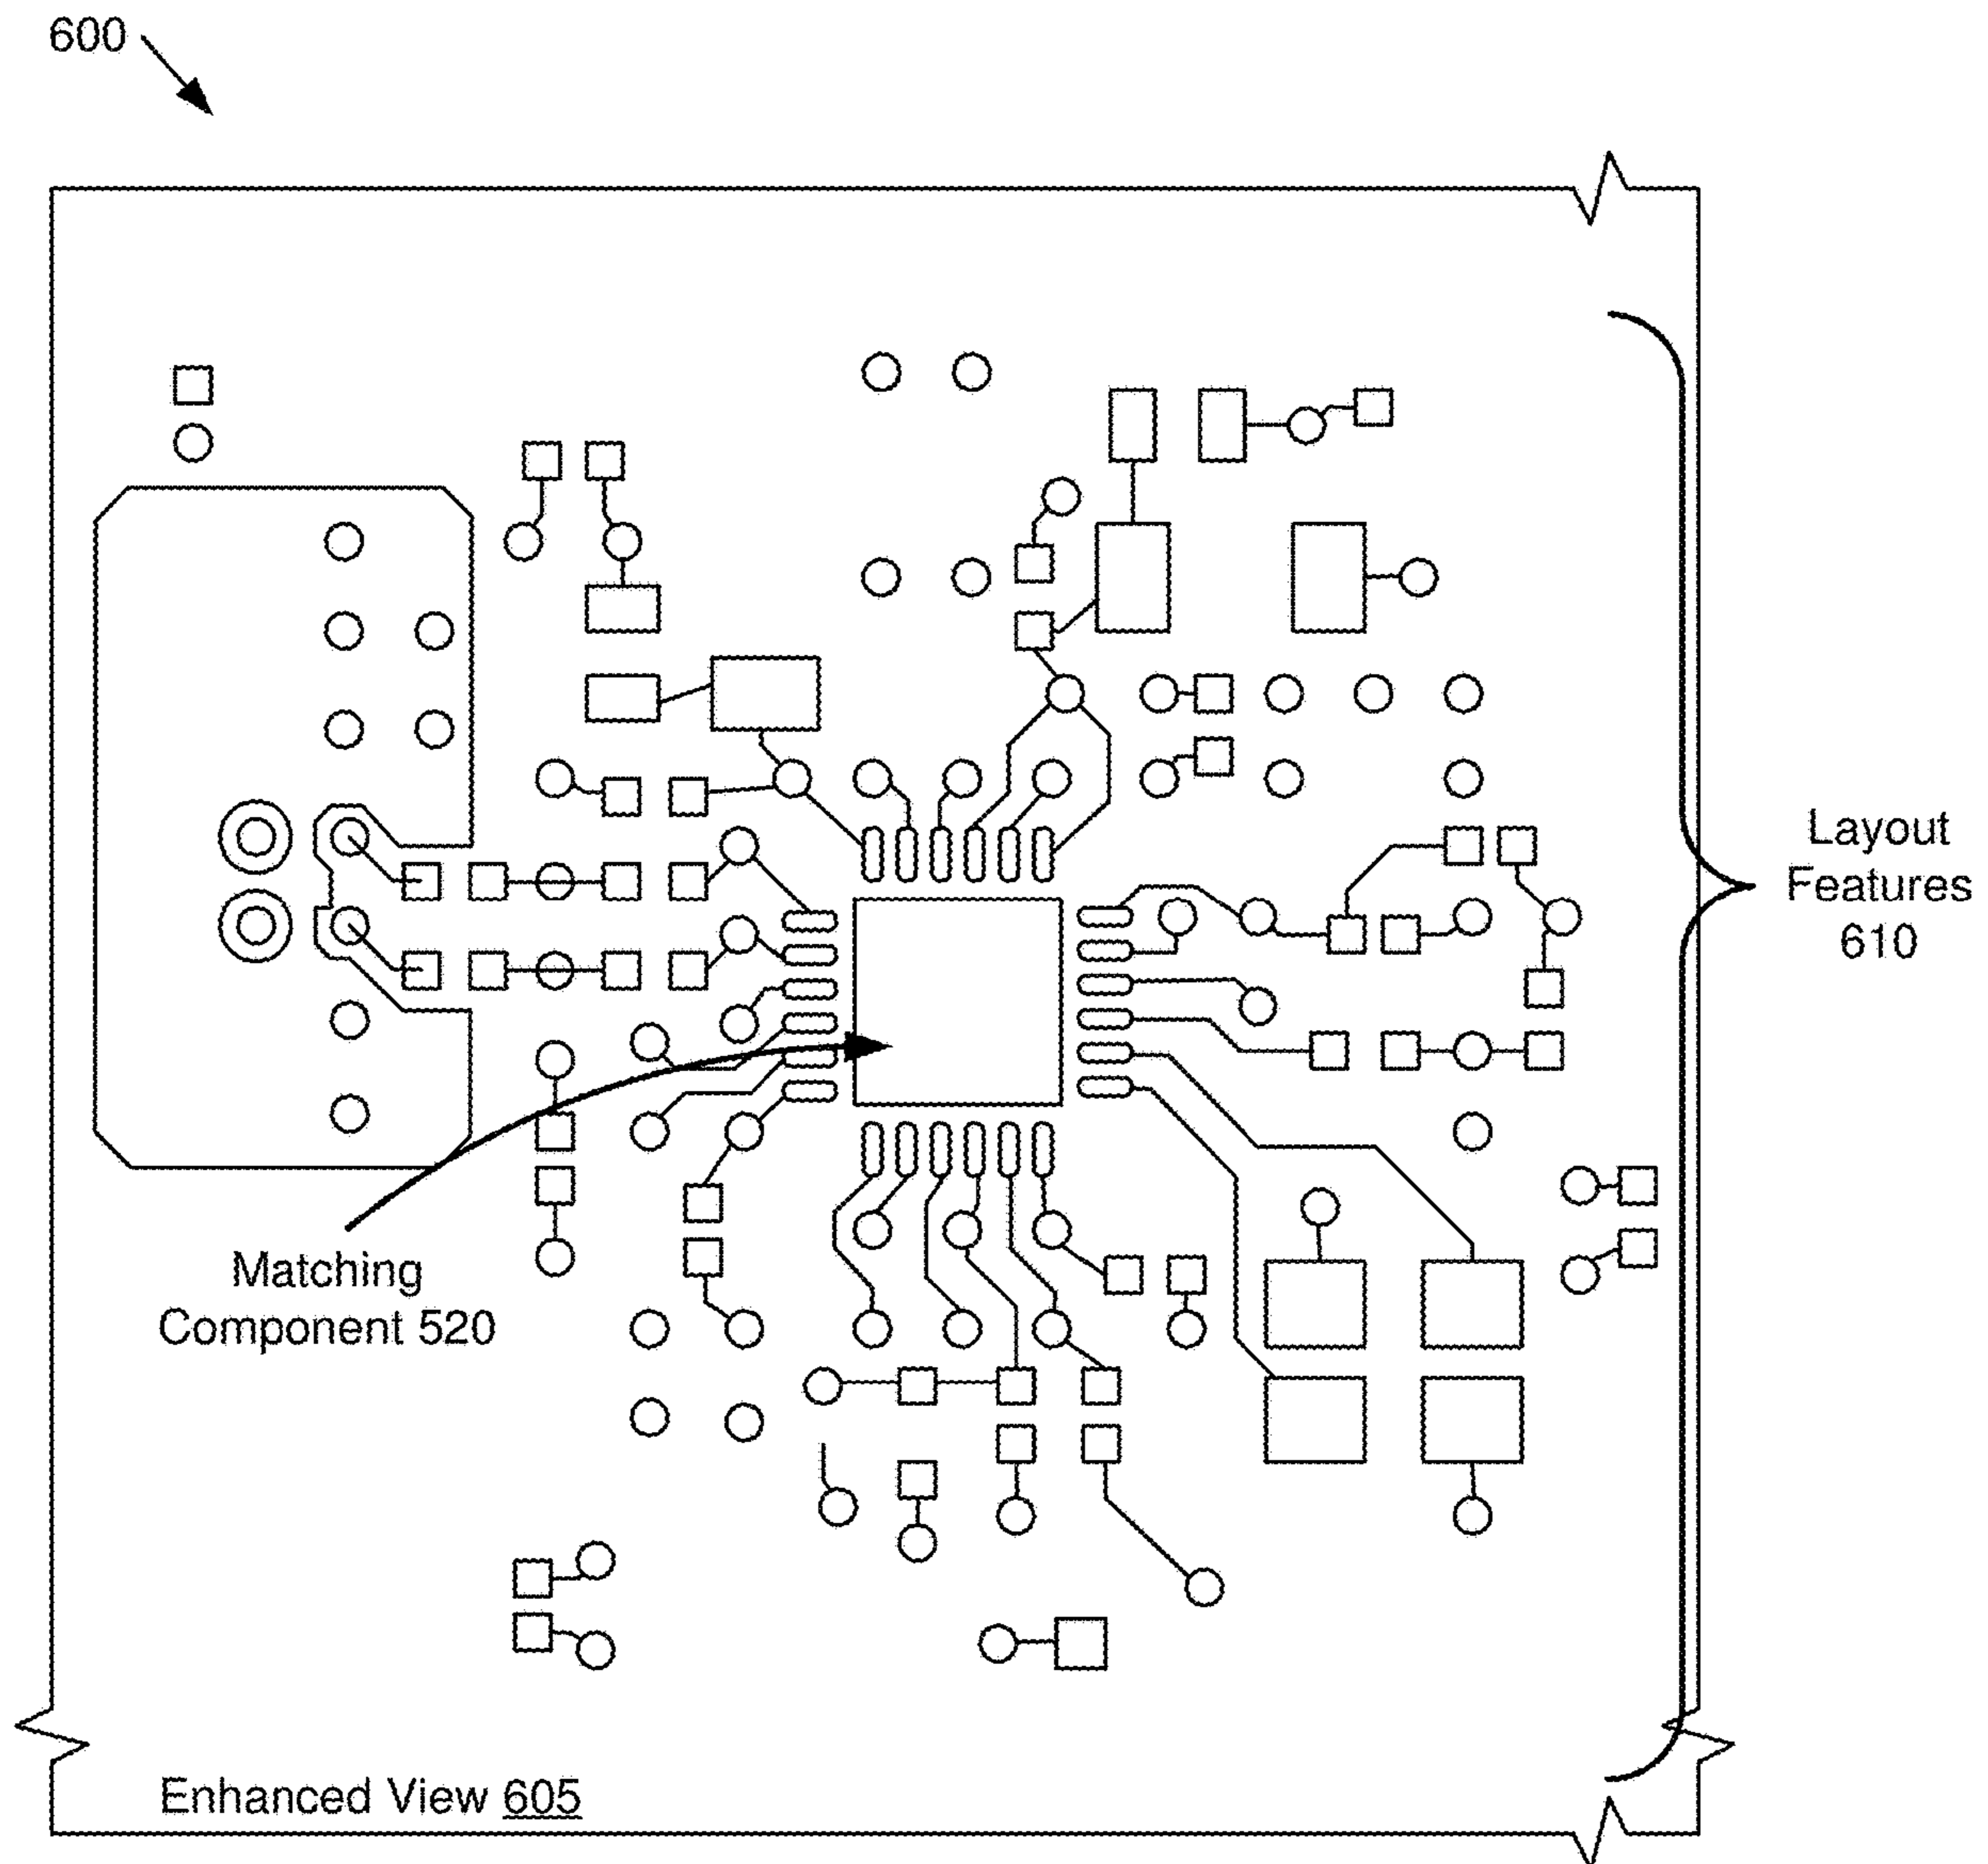 600
Layout
Features
610
Matching
Component 520
Enhanced View 605